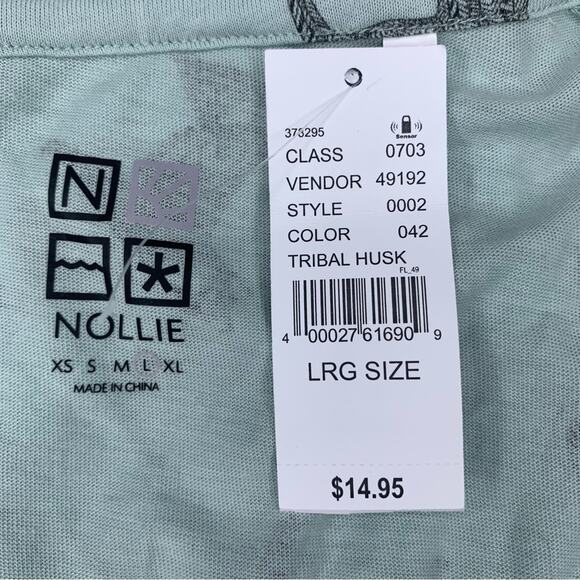 N
NOLLIE
XS S M L XL
MADE IN CHINA
373295
Sensor
CLASS 0703
VENDOR 49192
STYLE 0002
COLOR 042
TRIBAL HUSK
FL_49
4 00027 61690 9
LRG SIZE
$14.95